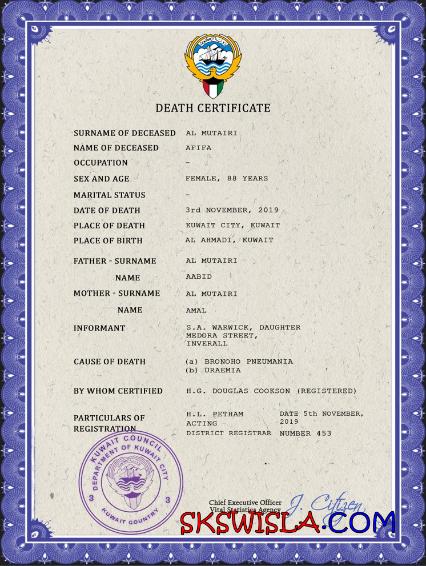 DEATH CERTIFICATE
SURNAME OF DECEASED AL MUTAIRI
NAME OF DECEASED AFIFA
OCCUPATION –
SEX AND AGE FEMALE, 88 YEARS
MARITAL STATUS –
DATE OF DEATH 3rd NOVEMBER, 2019
PLACE OF DEATH KUWAIT CITY, KUWAIT
PLACE OF BIRTH AL AHMADI, KUWAIT
FATHER - SURNAME AL MUTAIRI
NAME AABID
MOTHER - SURNAME AL MUTAIRI
NAME AMAL
INFORMANT S.A. WARWICK, DAUGHTER
MEDORA STREET,
INVERALL
CAUSE OF DEATH (a) BRONOHO PNEUMANIA
(b) URAEMIA
BY WHOM CERTIFIED H.G. DOUGLAS COOKSON (REGISTERED)
PARTICULARS OF REGISTRATION
H.L. PETHAM
ACTING
DISTRICT REGISTRAR
DATE 5th NOVEMBER,
2019
NUMBER 453
KUWAIT COUNCIL
DEPARTMENT OF KUWAIT CITY
3 3
KUWAIT COUNTRY
Chief Executive Officer
Vital Statistics Agency
J. Citizen
SKSWISLA.COM